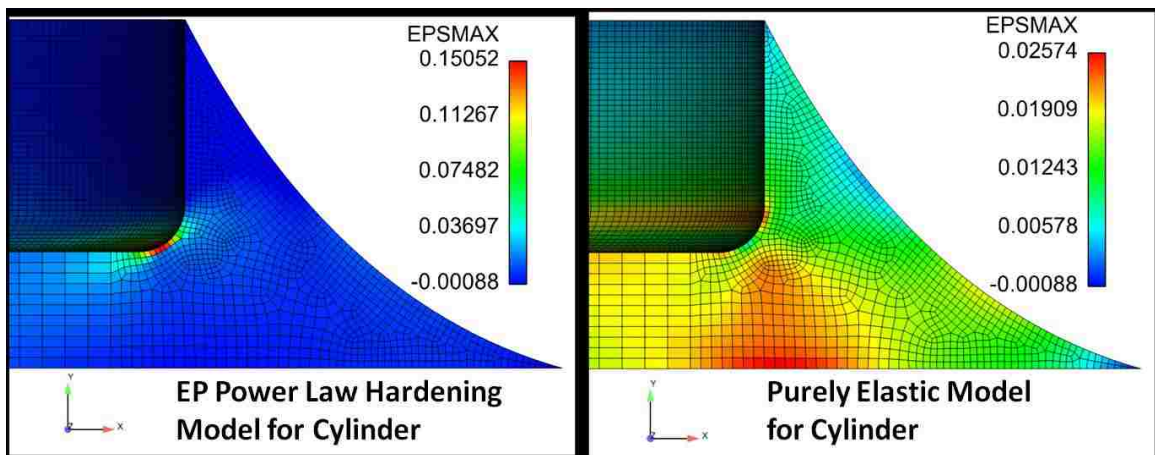 EPSMAX
0.15052
0.11267
0.07482
0.03697
-0.00088
Y
Z
X
EP Power Law Hardening
Model for Cylinder
EPSMAX
0.02574
0.01909
0.01243
0.00578
-0.00088
Y
Z
X
Purely Elastic Model
for Cylinder